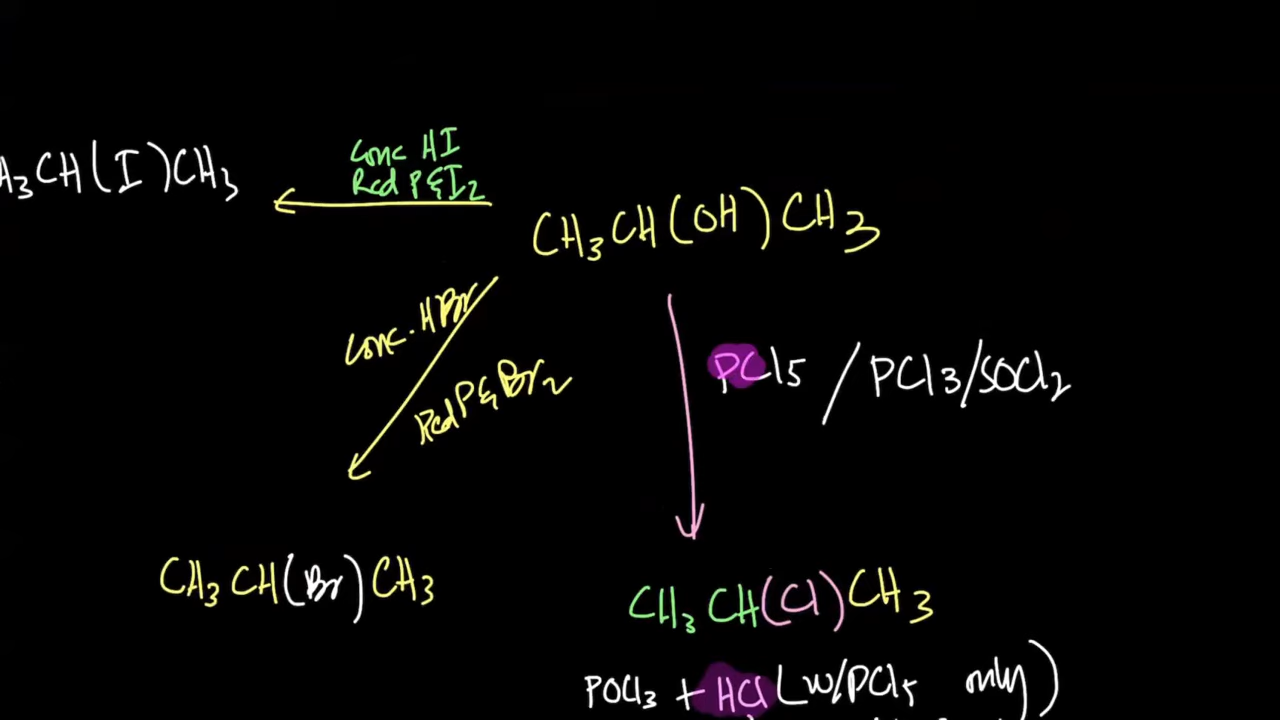 Conc HI
Red P & I2
H3CH(I)CH3
CH3CH(OH)CH3
Conc. HBr
Red P & Br2
PCl5 / PCl3/SOCl2
CH3CH(Br)CH3
CH3CH(Cl)CH3
POCl3 + HCl (w/PCl5 only)